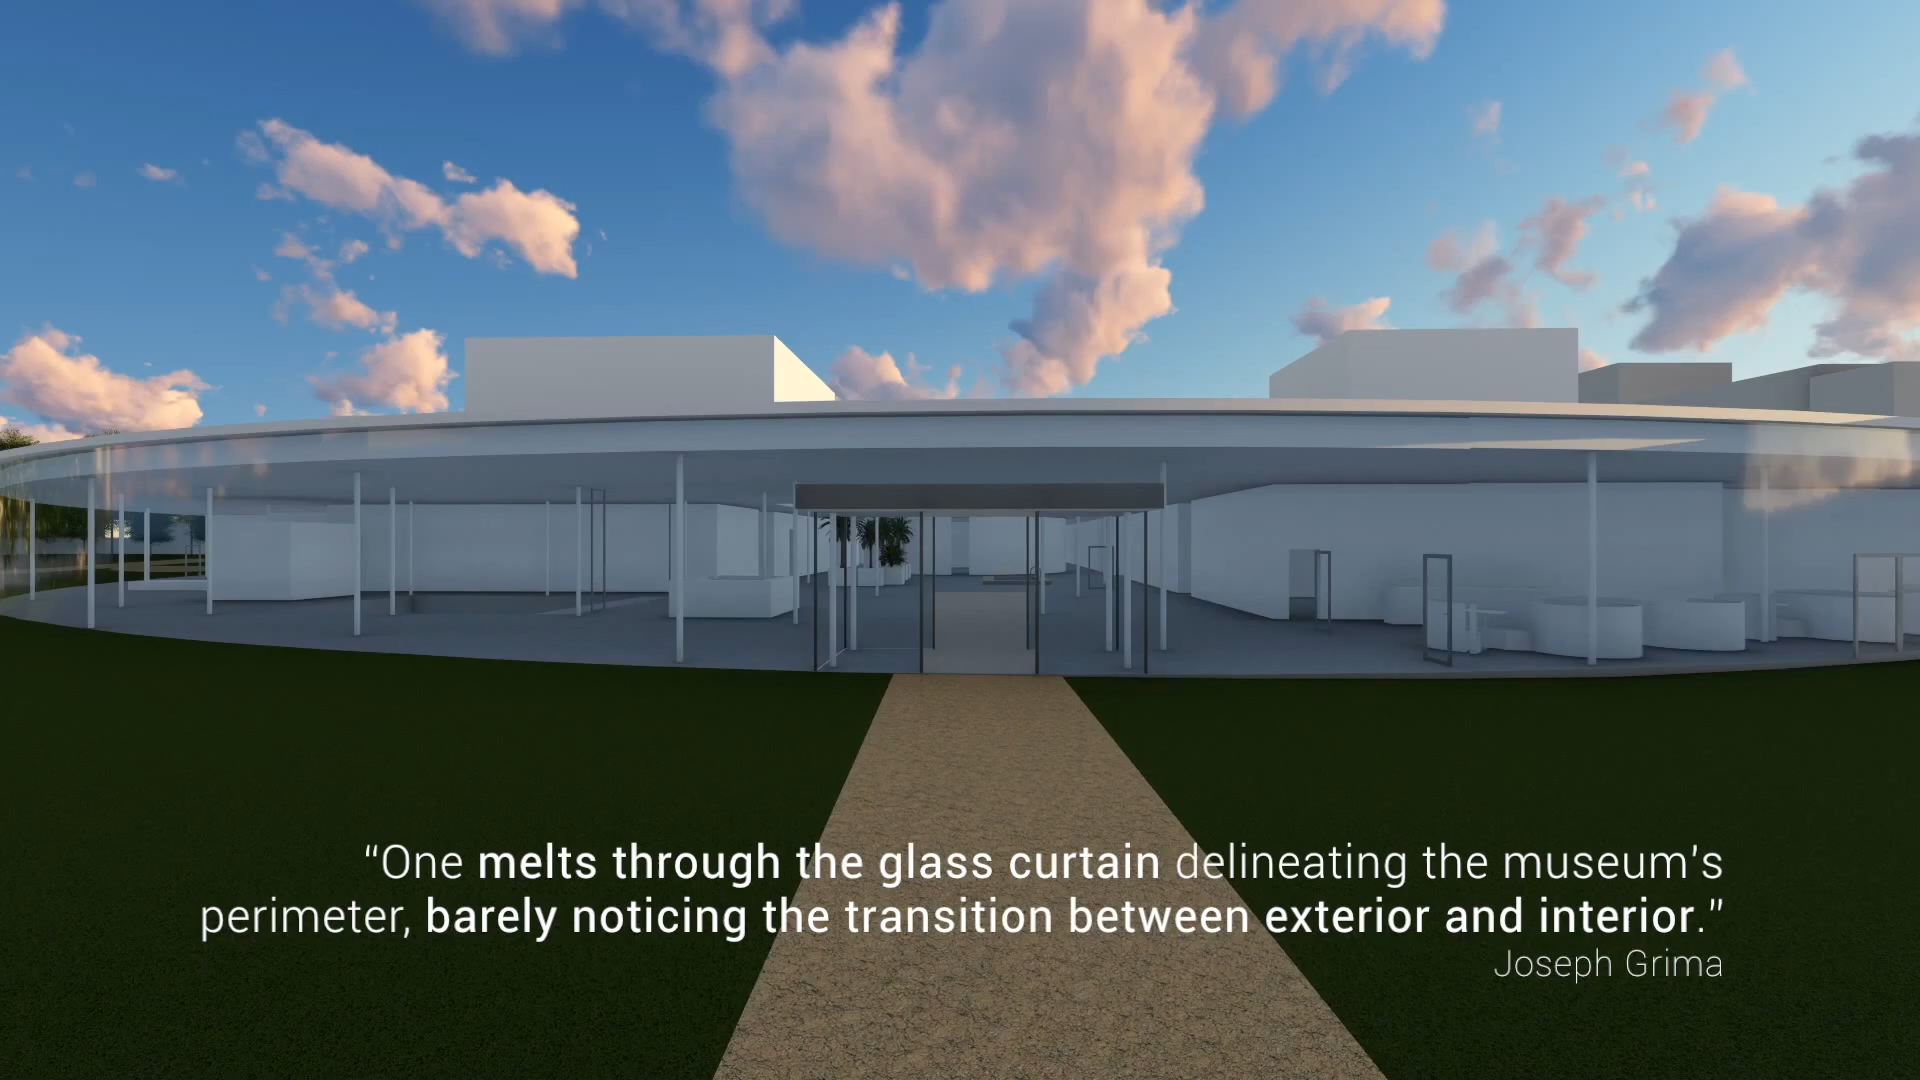 “One melts through the glass curtain delineating the museum's
perimeter, barely noticing the transition between exterior and interior.”
Joseph Grima